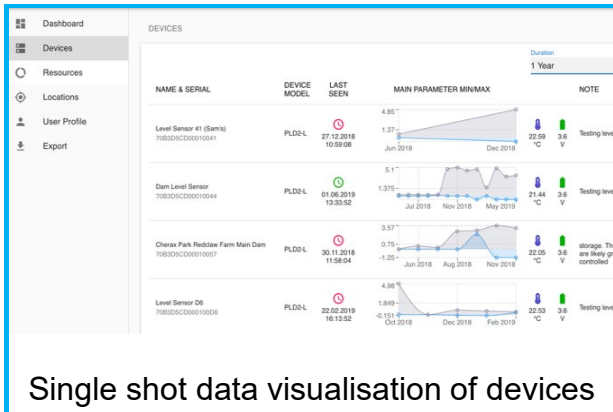 Dashboard
Devices
Resources
Locations
User Profile
Export
DEVICES
Duration
1 Year
NAME & SERIAL DEVICE MODEL LAST SEEN MAIN PARAMETER MIN/MAX NOTE
Level Sensor 41 (Sam's)
70B3D5CD00010041
PLD2-L
27.12.2018
10:59:08
4.85
1.37
Jun 2018 Dec 2018
22.59 °C
3.6 V
Testing leve
Dam Level Sensor
70B3D5CD00010044
PLD2-L
01.06.2019
13:33:52
5.1
1.375
Jul 2018 Nov 2018 May 2019
21.44 °C
3.6 V
Testing leve
Cherax Park Redclaw Farm Main Dam
70B3D5CD00010057
PLD2-L
30.11.2018
11:58:04
3.57
0.75
-1.25
Jun 2018 Aug 2018 Nov 2018
22.05 °C
3.6 V
storage. Th
are likely gr
controlled
Level Sensor D6
70B3D5CD000100D6
PLD2-L
22.02.2019
16:13:52
4.98
1.849
-0.151
Oct 2018 Dec 2018 Feb 2019
22.53 °C
3.6 V
Testing leve
Single shot data visualisation of devices